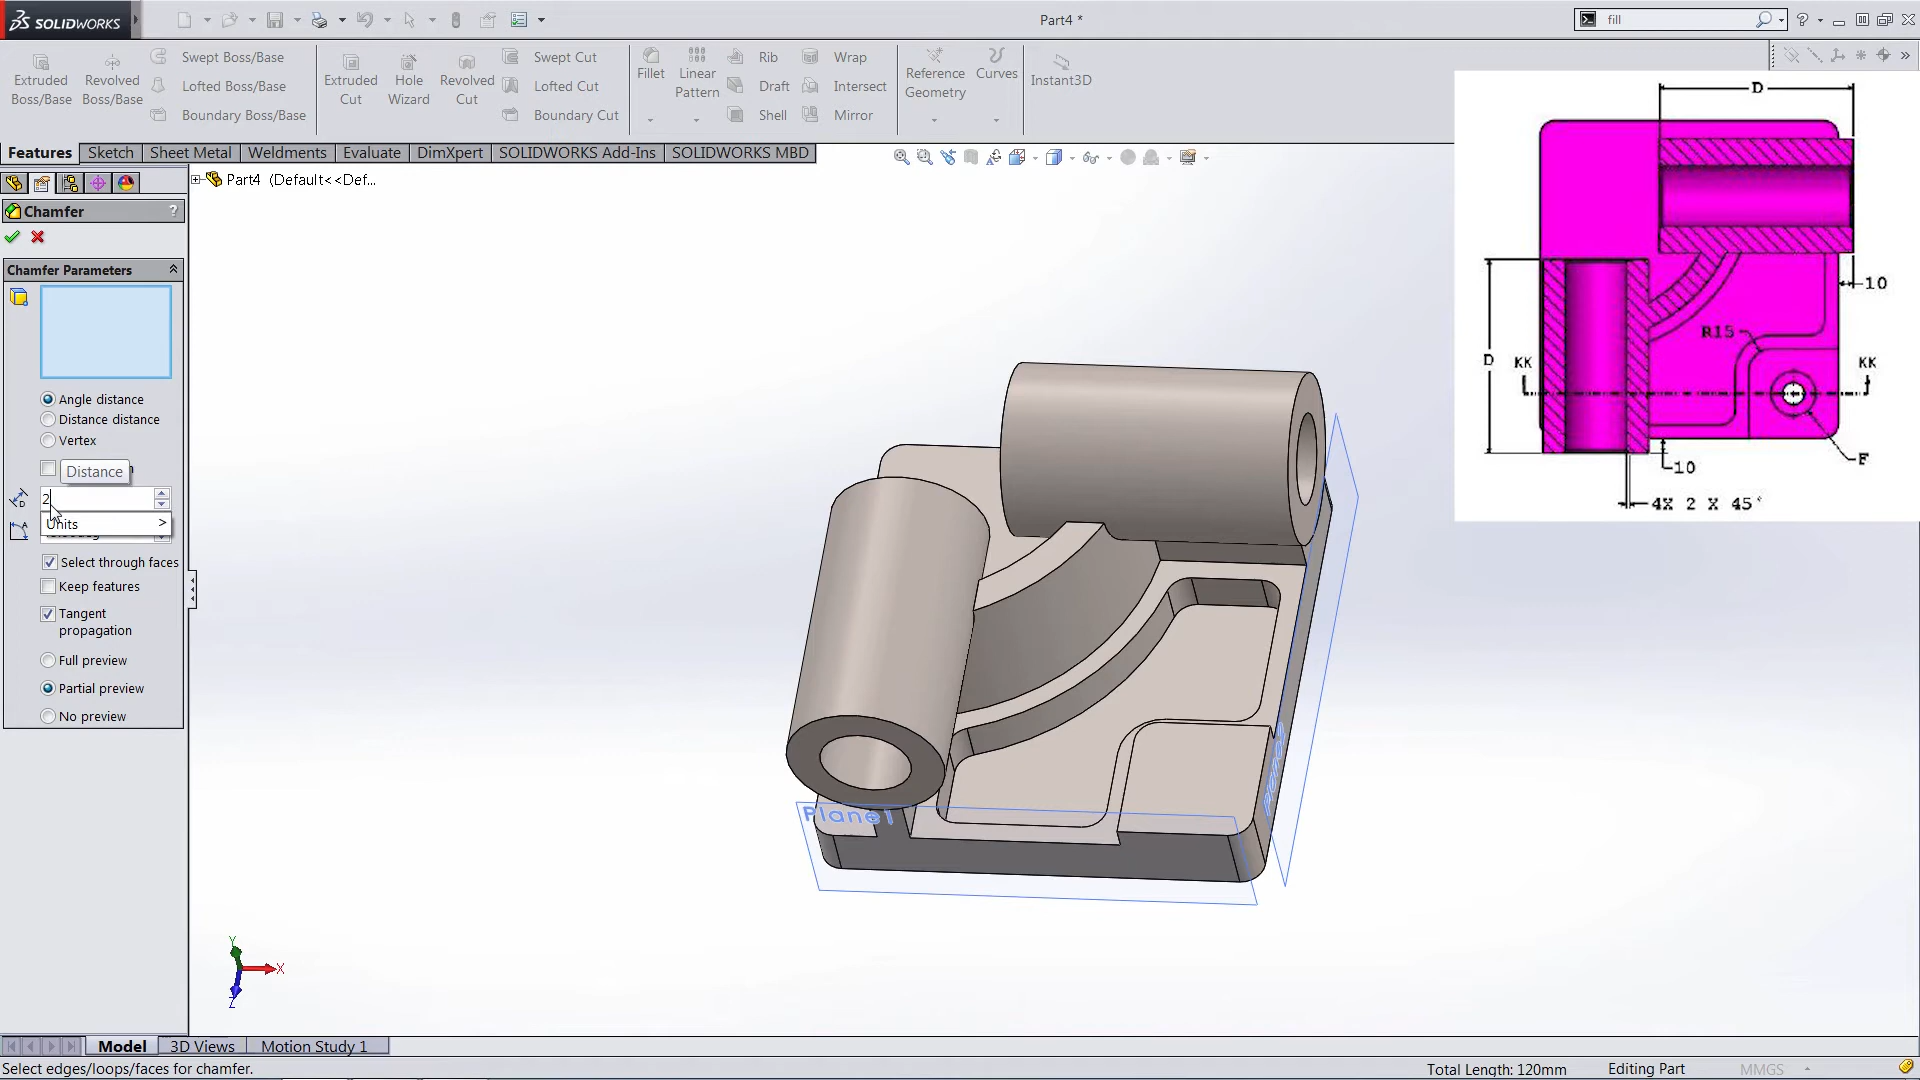 SOLIDWORKS
Part4 *
fill
Extruded Boss/Base
Revolved Boss/Base
Swept Boss/Base
Lofted Boss/Base
Boundary Boss/Base
Extruded Cut
Hole Wizard
Revolved Cut
Swept Cut
Lofted Cut
Boundary Cut
Fillet
Linear Pattern
Rib
Draft
Shell
Wrap
Intersect
Mirror
Reference Geometry
Curves
Instant3D
Features
Sketch
Sheet Metal
Weldments
Evaluate
DimXpert
SOLIDWORKS Add-Ins
SOLIDWORKS MBD
Part4 (Default<<Def...
Chamfer
?
Chamfer Parameters
Angle distance
Distance distance
Vertex
Distance
2
Units >
Select through faces
Keep features
Tangent
propagation
Full preview
Partial preview
No preview
D
10
R15
D
KK
KK
10
F
4X 2 X 45°
Plane1
Y
X
Z
Model
3D Views
Motion Study 1
Select edges/loops/faces for chamfer.
Total Length: 120mm
Editing Part
MMGS